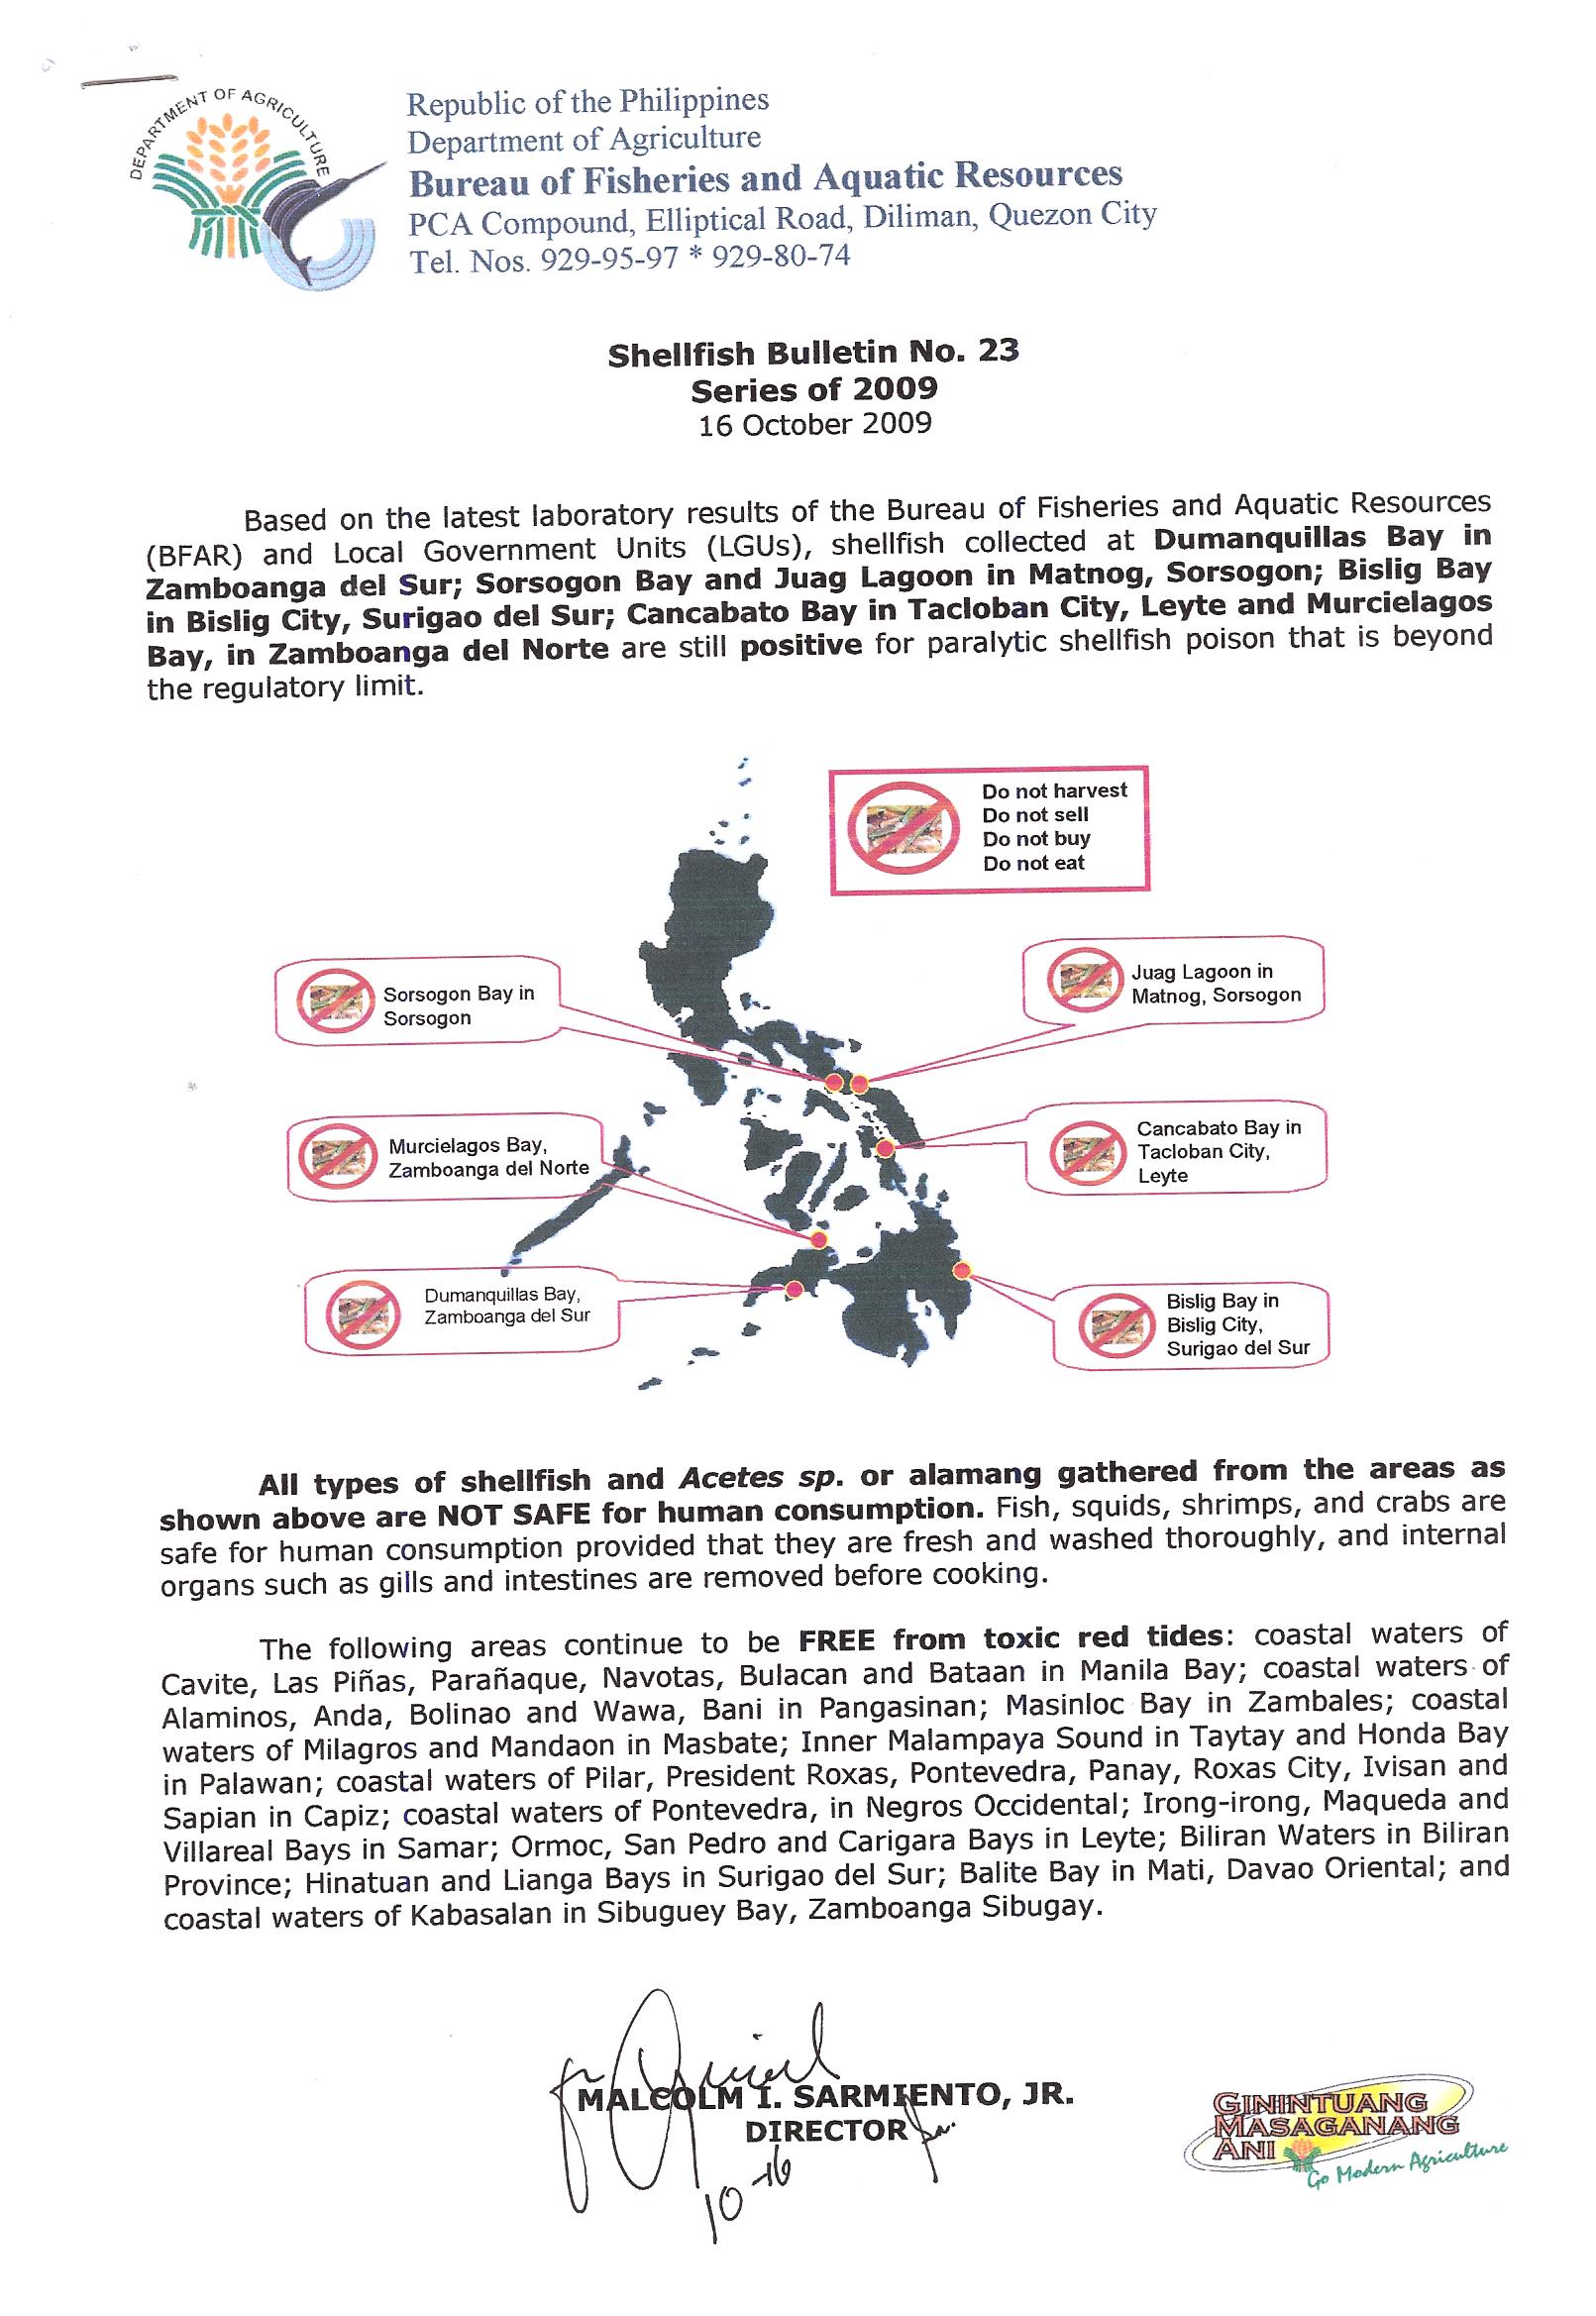 DEPARTMENT OF AGRICULTURE
Republic of the Philippines
Department of Agriculture
Bureau of Fisheries and Aquatic Resources
PCA Compound, Elliptical Road, Diliman, Quezon City
Tel. Nos. 929-95-97 * 929-80-74
Shellfish Bulletin No. 23
Series of 2009
16 October 2009
Based on the latest laboratory results of the Bureau of Fisheries and Aquatic Resources
(BFAR) and Local Government Units (LGUs), shellfish collected at Dumanquillas Bay in
Zamboanga del Sur; Sorsogon Bay and Juag Lagoon in Matnog, Sorsogon; Bislig Bay
in Bislig City, Surigao del Sur; Cancabato Bay in Tacloban City, Leyte and Murcielagos
Bay, in Zamboanga del Norte are still positive for paralytic shellfish poison that is beyond
the regulatory limit.
Do not harvest
Do not sell
Do not buy
Do not eat
Sorsogon Bay in
Sorsogon
Juag Lagoon in
Matnog, Sorsogon
Murcielagos Bay,
Zamboanga del Norte
Cancabato Bay in
Tacloban City,
Leyte
Dumanquillas Bay,
Zamboanga del Sur
Bislig Bay in
Bislig City,
Surigao del Sur
All types of shellfish and Acetes sp. or alamang gathered from the areas as
shown above are NOT SAFE for human consumption. Fish, squids, shrimps, and crabs are
safe for human consumption provided that they are fresh and washed thoroughly, and internal
organs such as gills and intestines are removed before cooking.
The following areas continue to be FREE from toxic red tides: coastal waters of
Cavite, Las Piñas, Parañaque, Navotas, Bulacan and Bataan in Manila Bay; coastal waters of
Alaminos, Anda, Bolinao and Wawa, Bani in Pangasinan; Masinloc Bay in Zambales; coastal
waters of Milagros and Mandaon in Masbate; Inner Malampaya Sound in Taytay and Honda Bay
in Palawan; coastal waters of Pilar, President Roxas, Pontevedra, Panay, Roxas City, Ivisan and
Sapian in Capiz; coastal waters of Pontevedra, in Negros Occidental; Irong-irong, Maqueda and
Villareal Bays in Samar; Ormoc, San Pedro and Carigara Bays in Leyte; Biliran Waters in Biliran
Province; Hinatuan and Lianga Bays in Surigao del Sur; Balite Bay in Mati, Davao Oriental; and
coastal waters of Kabasalan in Sibuguey Bay, Zamboanga Sibugay.
MALCOLM I. SARMIENTO, JR.
DIRECTOR
10-16
GININTUANG
MASAGANANG
ANI
Go Modern Agriculture